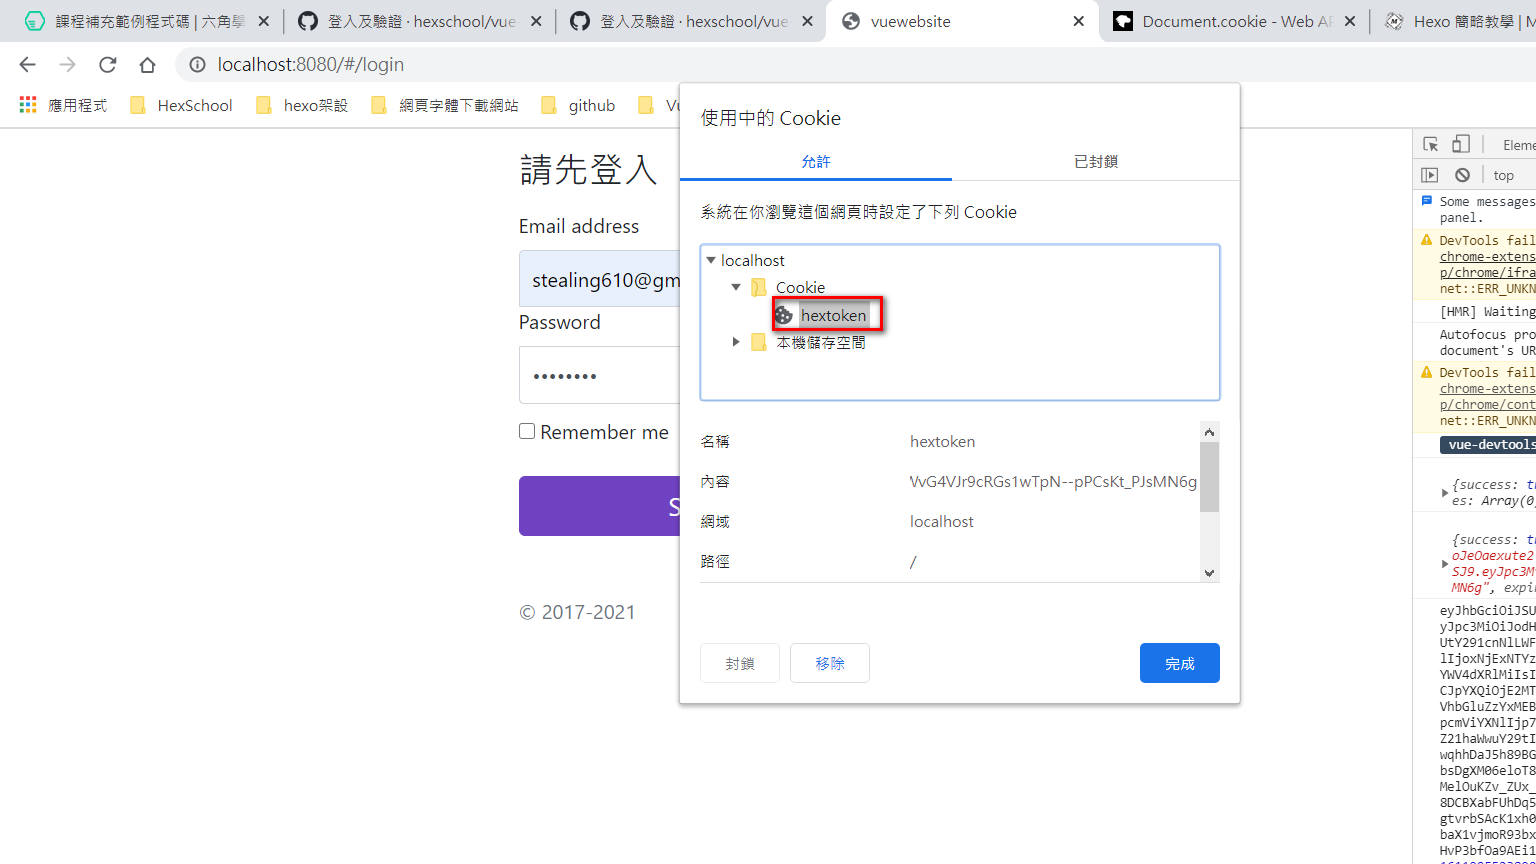 課程補充範例程式碼 | 六角學
登入及驗證 · hexschool/vue
登入及驗證 · hexschool/vue
vuewebsite
Document.cookie - Web AP
Hexo 簡略教學 | M
localhost:8080/#/login
應用程式
HexSchool
hexo架設
網頁字體下載網站
github
請先登入
Email address
stealing610@gm
Password
••••••••
Remember me
© 2017-2021
使用中的 Cookie
允許
已封鎖
系統在你瀏覽這個網頁時設定了下列 Cookie
localhost
Cookie
hextoken
本機儲存空間
名稱
hextoken
內容
VvG4VJr9cRGs1wTpN--pPCsKt_PJsMN6g
網域
localhost
路徑
/
封鎖
移除
完成
Eleme
top
Some messages
panel.
DevTools fail
chrome-extens
p/chrome/ifra
net::ERR_UNKN
[HMR] Waiting
Autofocus pro
document's UR
DevTools fail
chrome-extens
p/chrome/cont
net::ERR_UNKN
vue-devtools
{success: tr
es: Array(0
{success: tr
oJeOaexute2
SJ9.eyJpc3M
MN6g", expi
eyJhbGciOiJSU
yJpc3MiOiJodH
UtY291cnNlLWF
lIjoxNjExNTYz
YWV4dXRlMiIsI
CJpYXQiOjE2MT
VhbGluZzYxMEB
pcmViYXNlIjp7
Z21haWwuY29tI
wqhhDaJ5h89BG
bsDgXM06eloT8
MelOuKZv_ZUx_
8DCBXabFUhDq5
gtvrbSAcK1xh0
baX1vjmoR93bx
HvP3bfOa9AEi1